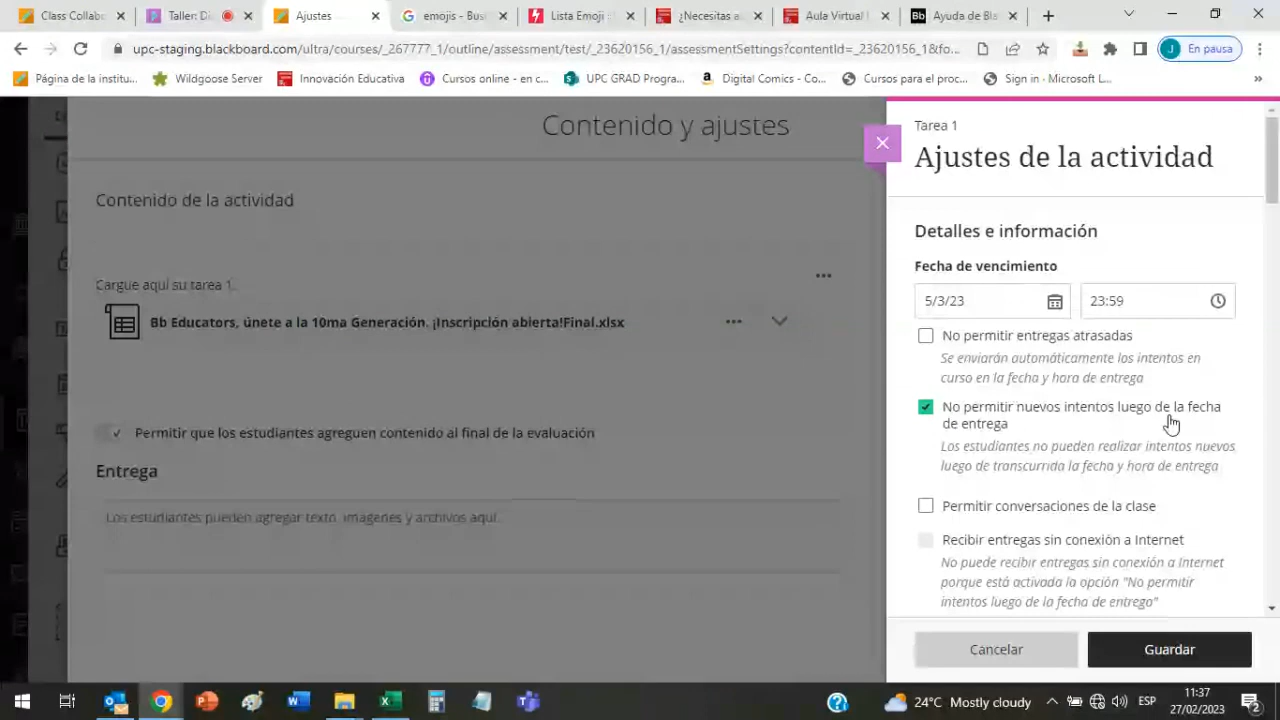 Class Collabo
Taller: Di
Ajustes
emojis - Bus
Lista Emoji
¿Necesitas a
Aula Virtual
Ayuda de Bla
upc-staging.blackboard.com/ultra/courses/_267777_1/outline/assessment/test/_23620156_1/assessmentSettings?contentId=_23620156_1&fo...
J En pausa
Página de la institu...
Wildgoose Server
Innovación Educativa
Cursos online - en c...
UPC GRAD Progra...
Digital Comics - Co...
Cursos para el proc...
Sign in · Microsoft L...
»
Contenido y ajustes
Contenido de la actividad
Cargue aquí su tarea 1.
Bb Educators, únete a la 10ma Generación. ¡Inscripción abierta!Final.xlsx
Permitir que los estudiantes agreguen contenido al final de la evaluación
Entrega
Los estudiantes pueden agregar texto, imágenes y archivos aquí.
Tarea 1
Ajustes de la actividad
Detalles e información
Fecha de vencimiento
5/3/23
23:59
No permitir entregas atrasadas
Se enviarán automáticamente los intentos en
curso en la fecha y hora de entrega
No permitir nuevos intentos luego de la fecha
de entrega
Los estudiantes no pueden realizar intentos nuevos
luego de transcurrida la fecha y hora de entrega
Permitir conversaciones de la clase
Recibir entregas sin conexión a Internet
No puede recibir entregas sin conexión a Internet
porque está activada la opción "No permitir
intentos luego de la fecha de entrega"
Cancelar
Guardar
24°C Mostly cloudy
ESP
11:37
27/02/2023
2